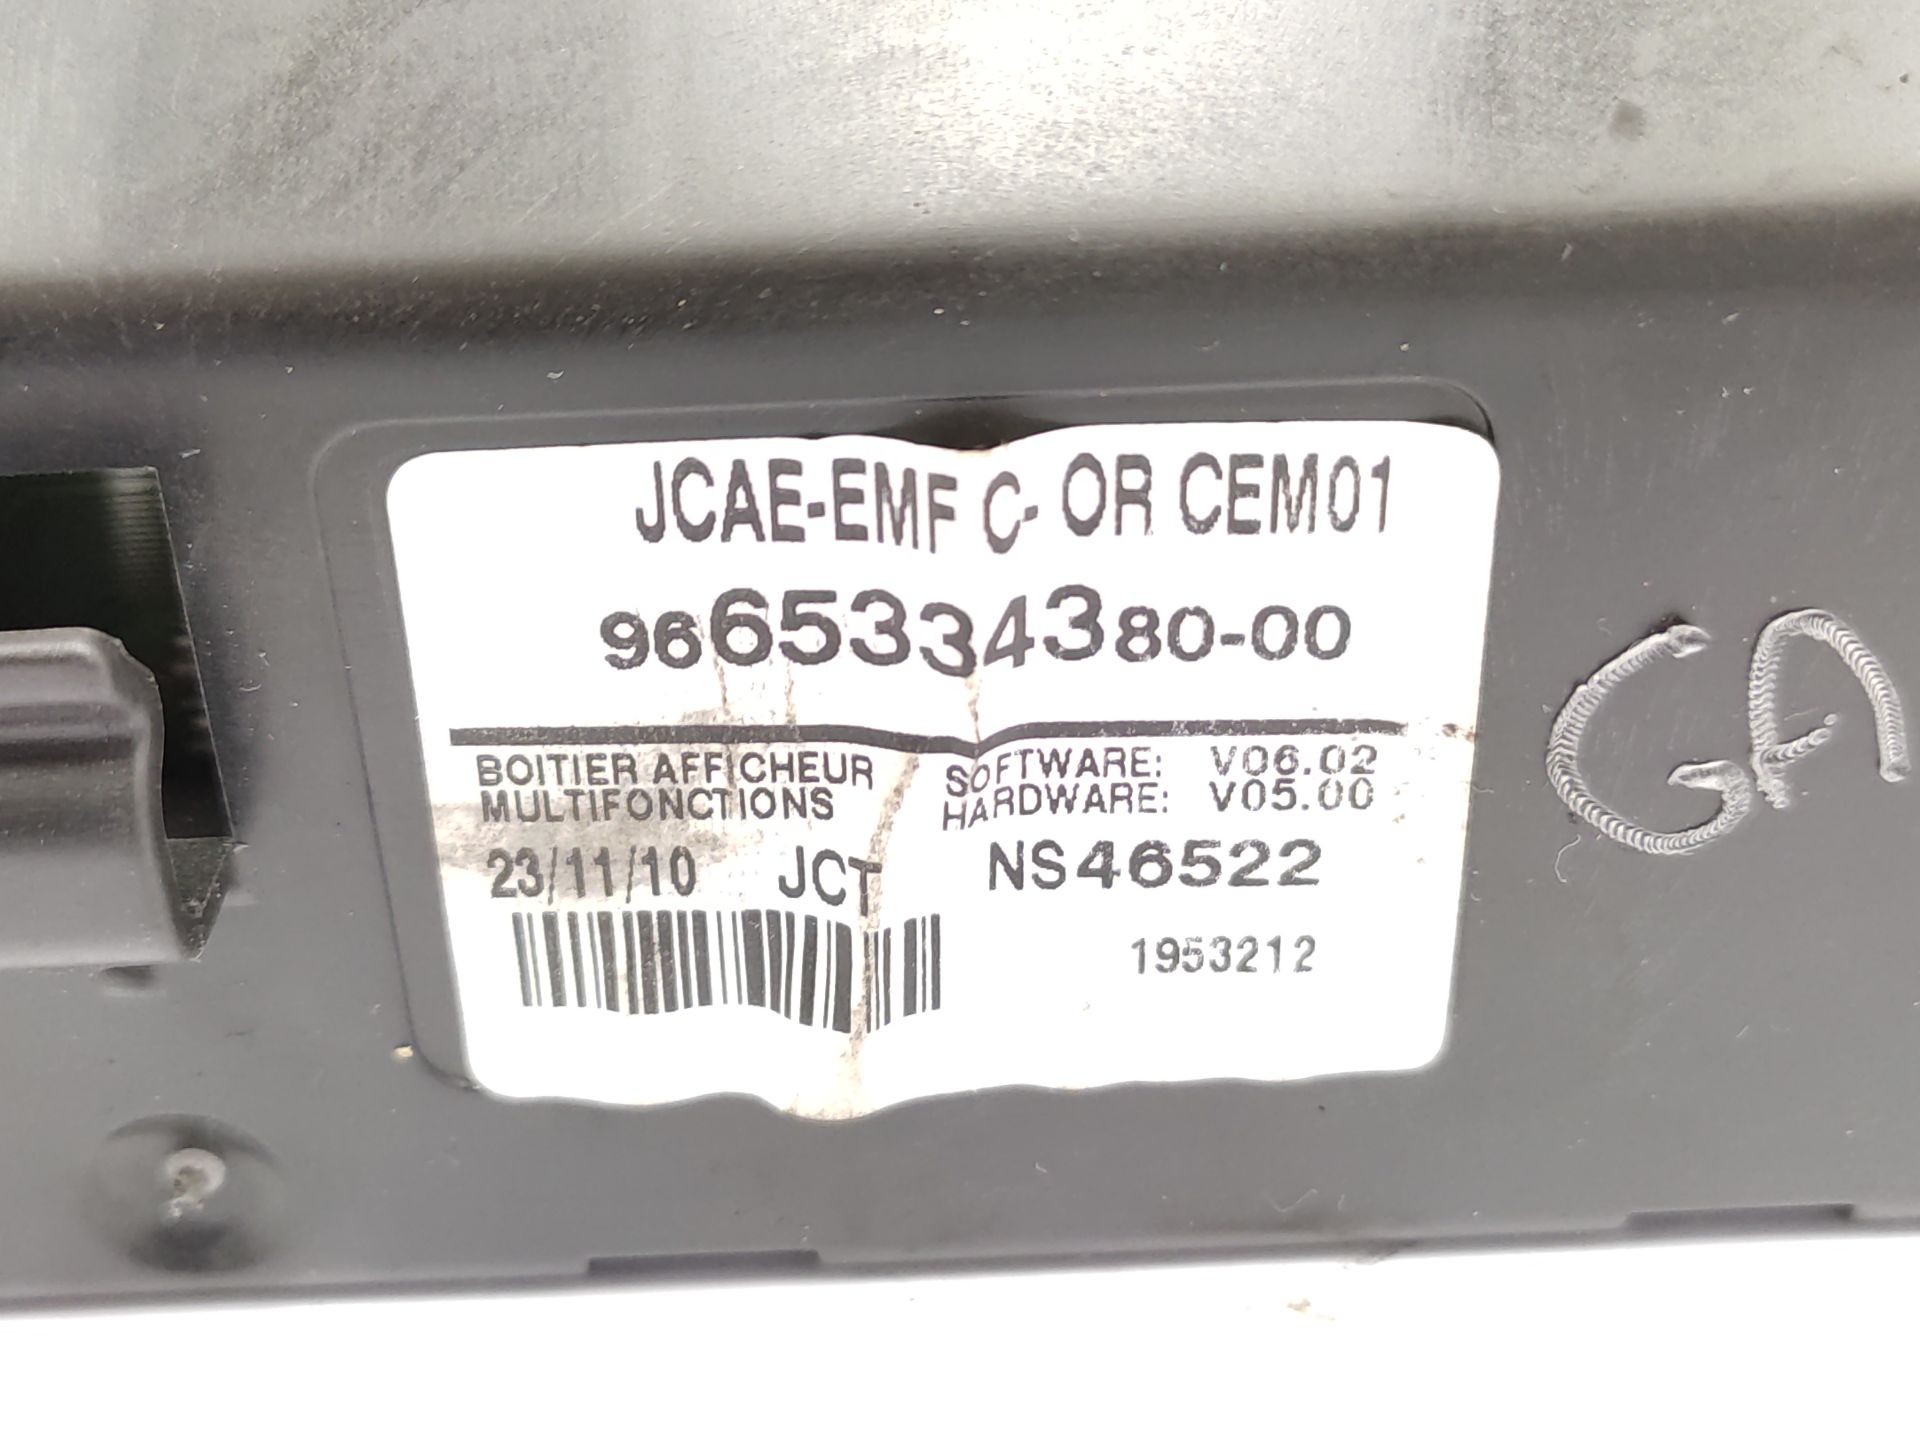 JCAE-EMF C- OR CEM01
9665334380-00
BOITIER AFFICHEUR
MULTIFONCTIONS
SOFTWARE: V06.02
HARDWARE: V05.00
23/11/10 JCT NS46522
1953212
GA